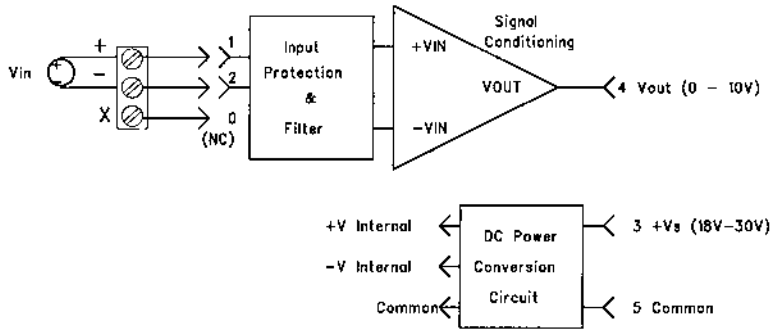 Signal
Conditioning
Vin
+
-
X
+
-
1
2
0
(NC)
Input
Protection
&
Filter
+VIN
VOUT
-VIN
4 Vout (0 - 10V)
+V Internal
-V Internal
Common
DC Power
Conversion
Circuit
3 +Vs (18V-30V)
5 Common